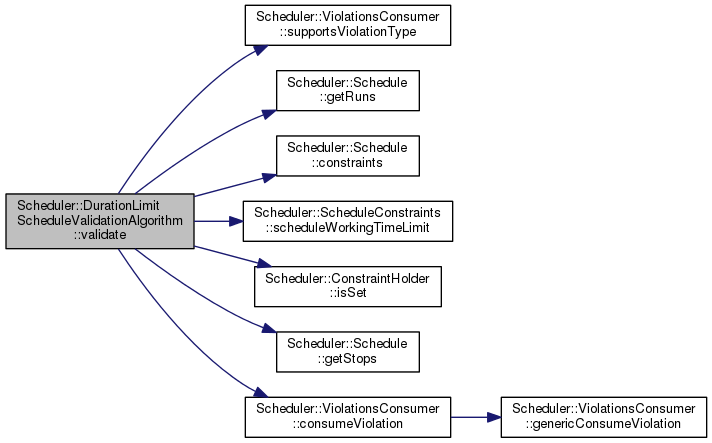 Scheduler::ViolationsConsumer
::supportsViolationType
Scheduler::Schedule
::getRuns
Scheduler::Schedule
::constraints
Scheduler::DurationLimit
ScheduleValidationAlgorithm
::validate
Scheduler::ScheduleConstraints
::scheduleWorkingTimeLimit
Scheduler::ConstraintHolder
::isSet
Scheduler::Schedule
::getStops
Scheduler::ViolationsConsumer
::consumeViolation
Scheduler::ViolationsConsumer
::genericConsumeViolation